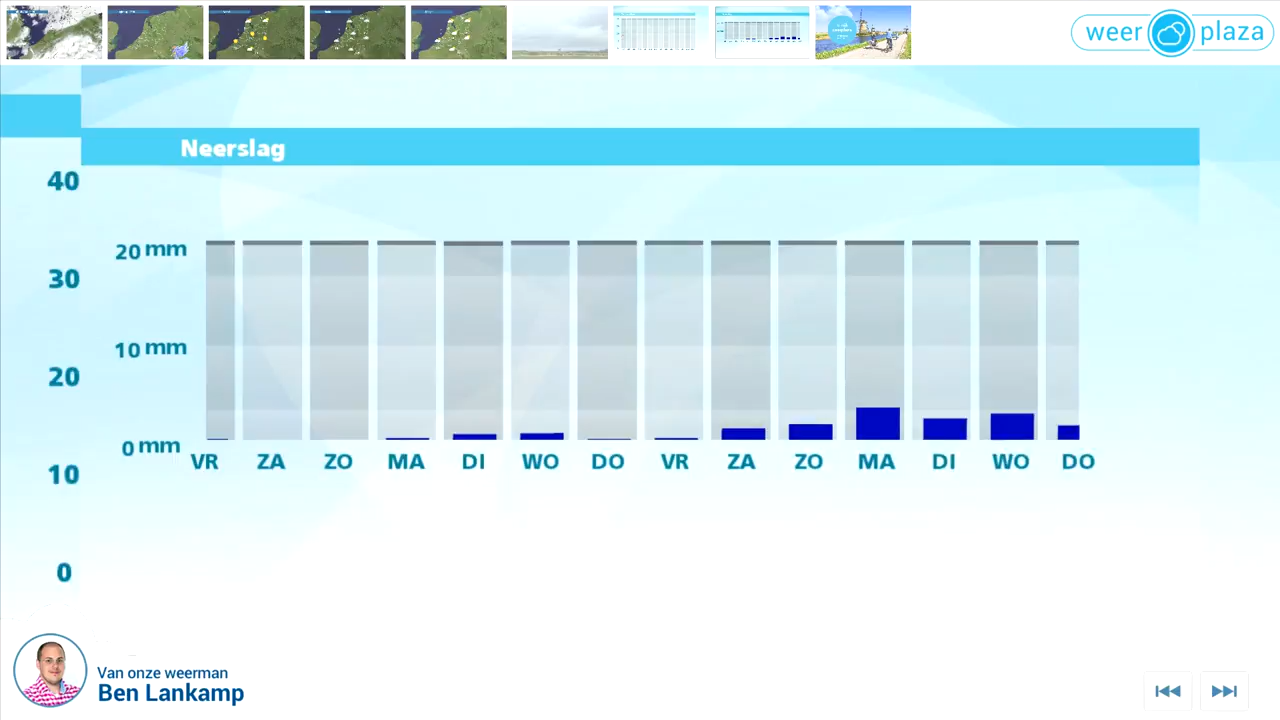 weer plaza
Neerslag
40
30
20
10
0
20 mm
10 mm
0 mm
VR ZA ZO MA DI WO DO VR ZA ZO MA DI WO DO
Van onze weerman
Ben Lankamp